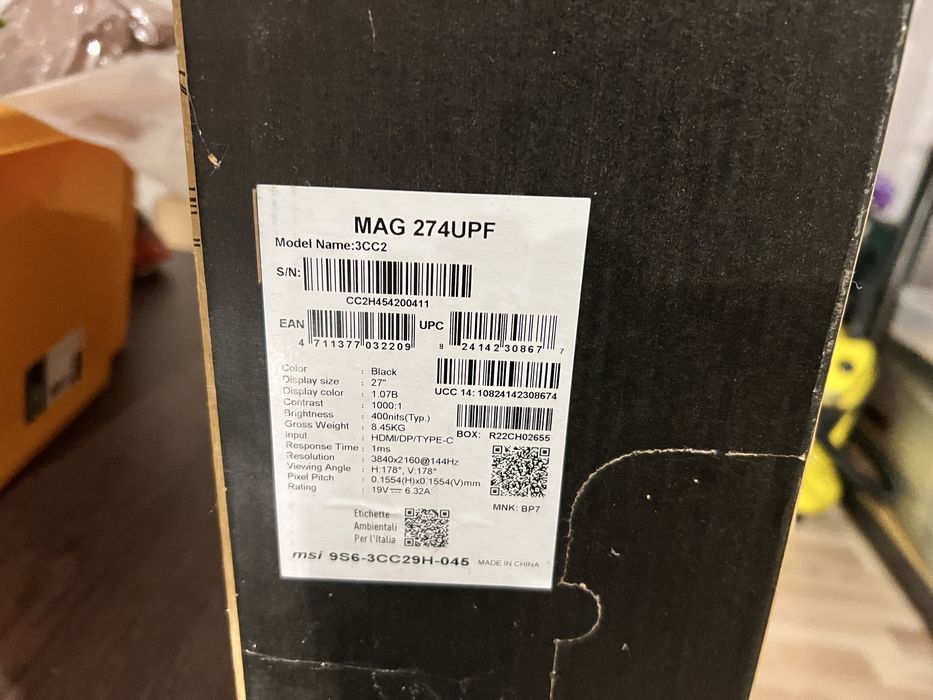 MAG 274UPF
Model Name:3CC2
S/N:
CC2H454200411
EAN
4 711377 032209
UPC
8 24142 30867 7
UCC 14: 10824142308674
BOX: R22CH02655
MNK: BP7
Color : Black
Display size : 27"
Display color : 1.07B
Contrast : 1000:1
Brightness : 400nits(Typ.)
Gross Weight : 8.45KG
input : HDMI/DP/TYPE-C
Response Time : 1ms
Resolution : 3840x2160@144Hz
Viewing Angle : H:178°, V:178°
Pixel Pitch : 0.1554(H)x0.1554(V)mm
Rating : 19V⎓ 6.32A
Etichette
Ambientali
Per l'Italia
msi 9S6-3CC29H-045 MADE IN CHINA